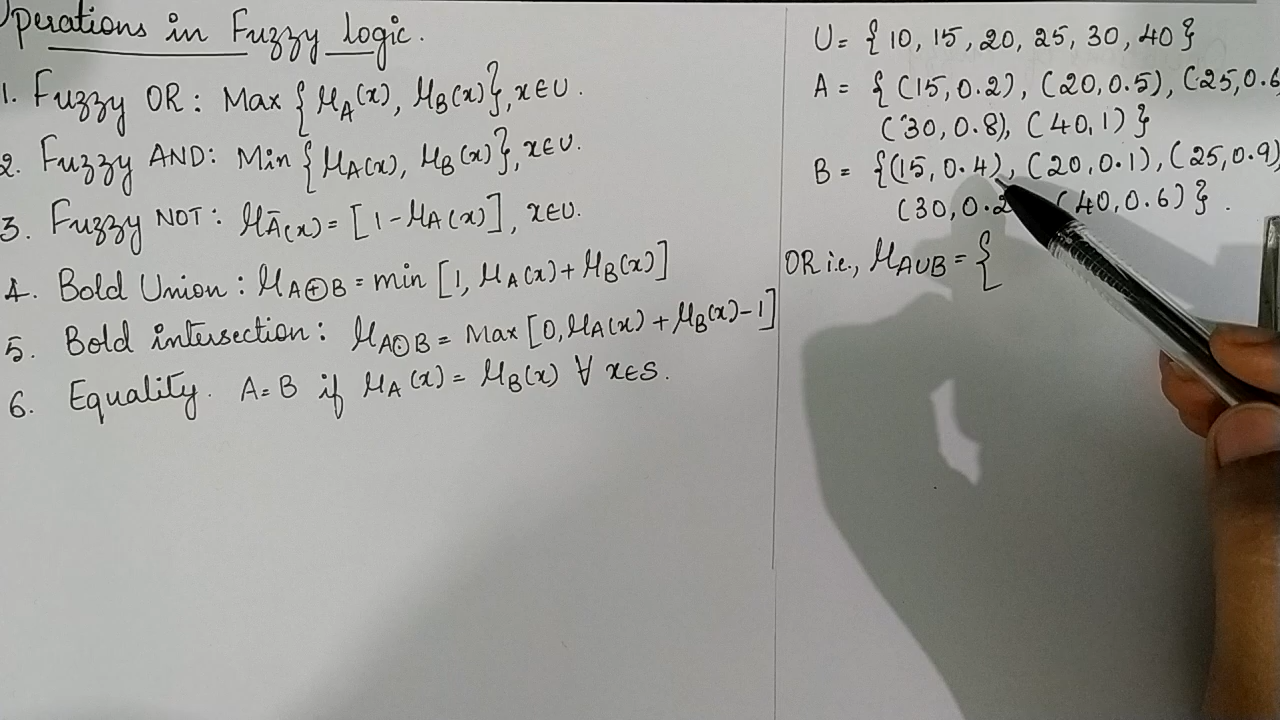 Operations in Fuzzy logic.
1. Fuzzy OR : Max { μA(x), μB(x)}, x∈U.
2. Fuzzy AND: Min { μA(x), μB(x)}, x∈U.
3. Fuzzy NOT: μĀ(x) = [1-μA(x)], x∈U.
4. Bold Union : μA⊕B = min [1, μA(x) + μB(x)]
5. Bold intersection: μA⊙B = Max [0, μA(x) + μB(x)-1]
6. Equality. A=B if μA(x) = μB(x) ∀ x∈S.
U = { 10, 15, 20, 25, 30, 40 }
A = { (15,0.2), (20,0.5), (25,0.6
(30,0.8), (40,1) }
B = {(15,0.4), (20,0.1), (25,0.9)
(30,0.2 (40,0.6) } .
OR i.e., μA∪B = {